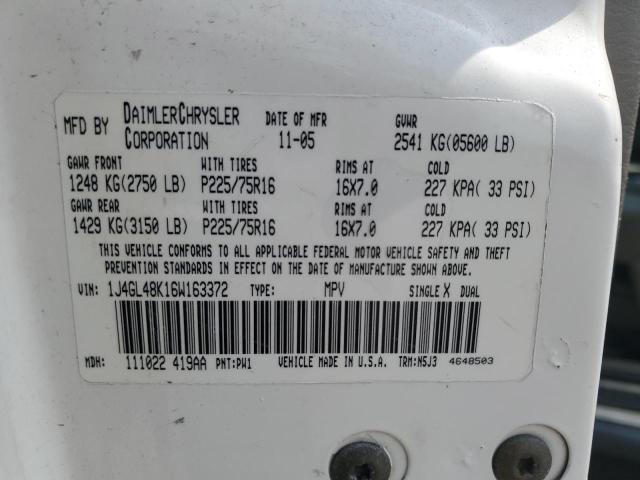 MFD BY DAIMLERCHRYSLER CORPORATION DATE OF MFR 11-05 GVWR 2541 KG(05600 LB)
GAWR FRONT WITH TIRES RIMS AT COLD
1248 KG(2750 LB) P225/75R16 16X7.0 227 KPA( 33 PSI)
GAWR REAR WITH TIRES RIMS AT COLD
1429 KG(3150 LB) P225/75R16 16X7.0 227 KPA( 33 PSI)
THIS VEHICLE CONFORMS TO ALL APPLICABLE FEDERAL MOTOR VEHICLE SAFETY AND THEFT
PREVENTION STANDARDS IN EFFECT ON THE DATE OF MANUFACTURE SHOWN ABOVE.
VIN: 1J4GL48K16W163372 TYPE: MPV SINGLE X DUAL
MDH: 111022 419AA PNT:PW1 VEHICLE MADE IN U.S.A. TRM:N5J3 4648503